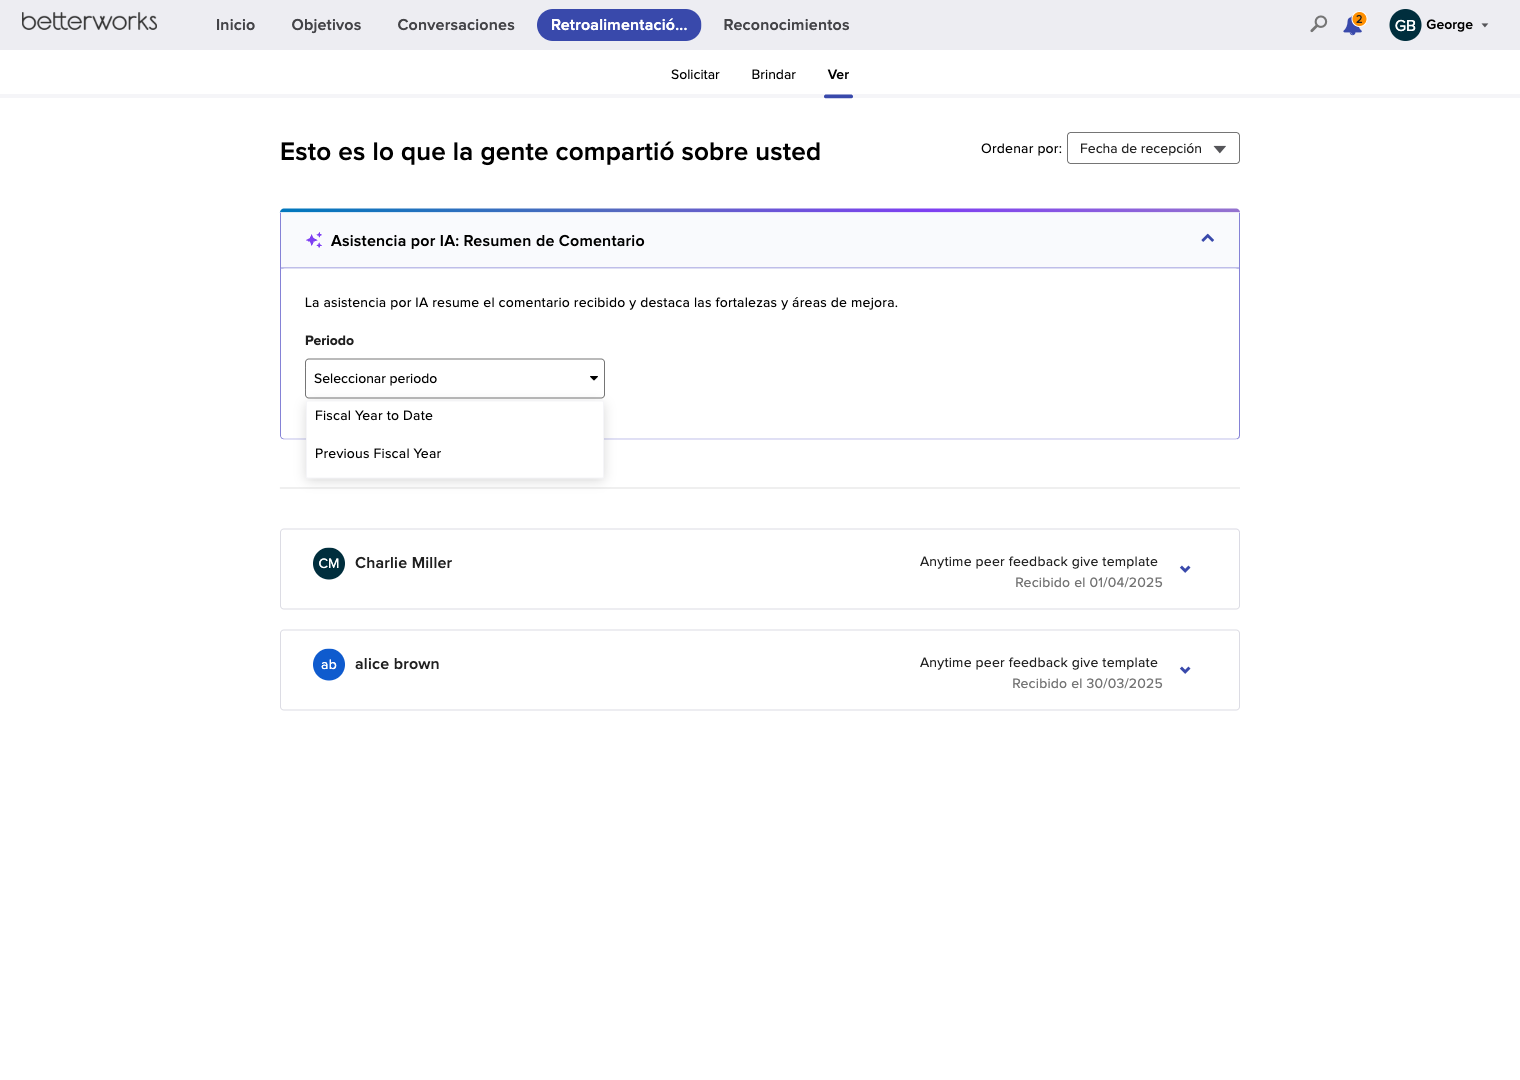 betterworks
Inicio
Objetivos
Conversaciones
Retroalimentació...
Reconocimientos
2
GB
George
Solicitar
Brindar
Ver
Esto es lo que la gente compartió sobre usted
Ordenar por:
Fecha de recepción
Asistencia por IA: Resumen de Comentario
La asistencia por IA resume el comentario recibido y destaca las fortalezas y áreas de mejora.
Periodo
Seleccionar periodo
Fiscal Year to Date
Previous Fiscal Year
CM
Charlie Miller
Anytime peer feedback give template
Recibido el 01/04/2025
ab
alice brown
Anytime peer feedback give template
Recibido el 30/03/2025